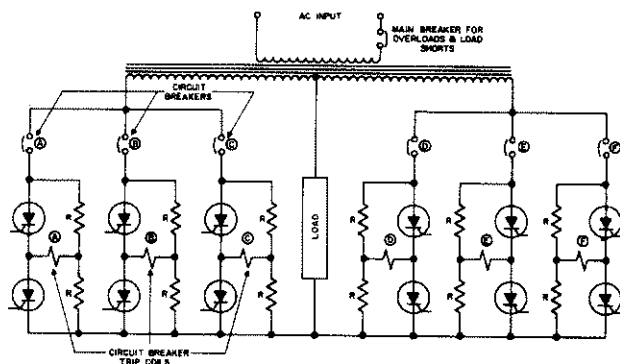 AC INPUT
MAIN BREAKER FOR
OVERLOADS & LOAD
SHORTS
CIRCUIT
BREAKERS
A B C D E F
R R R LOAD R R R
A B C D E F
R R R R R R
CIRCUIT BREAKER
TRIP COILS